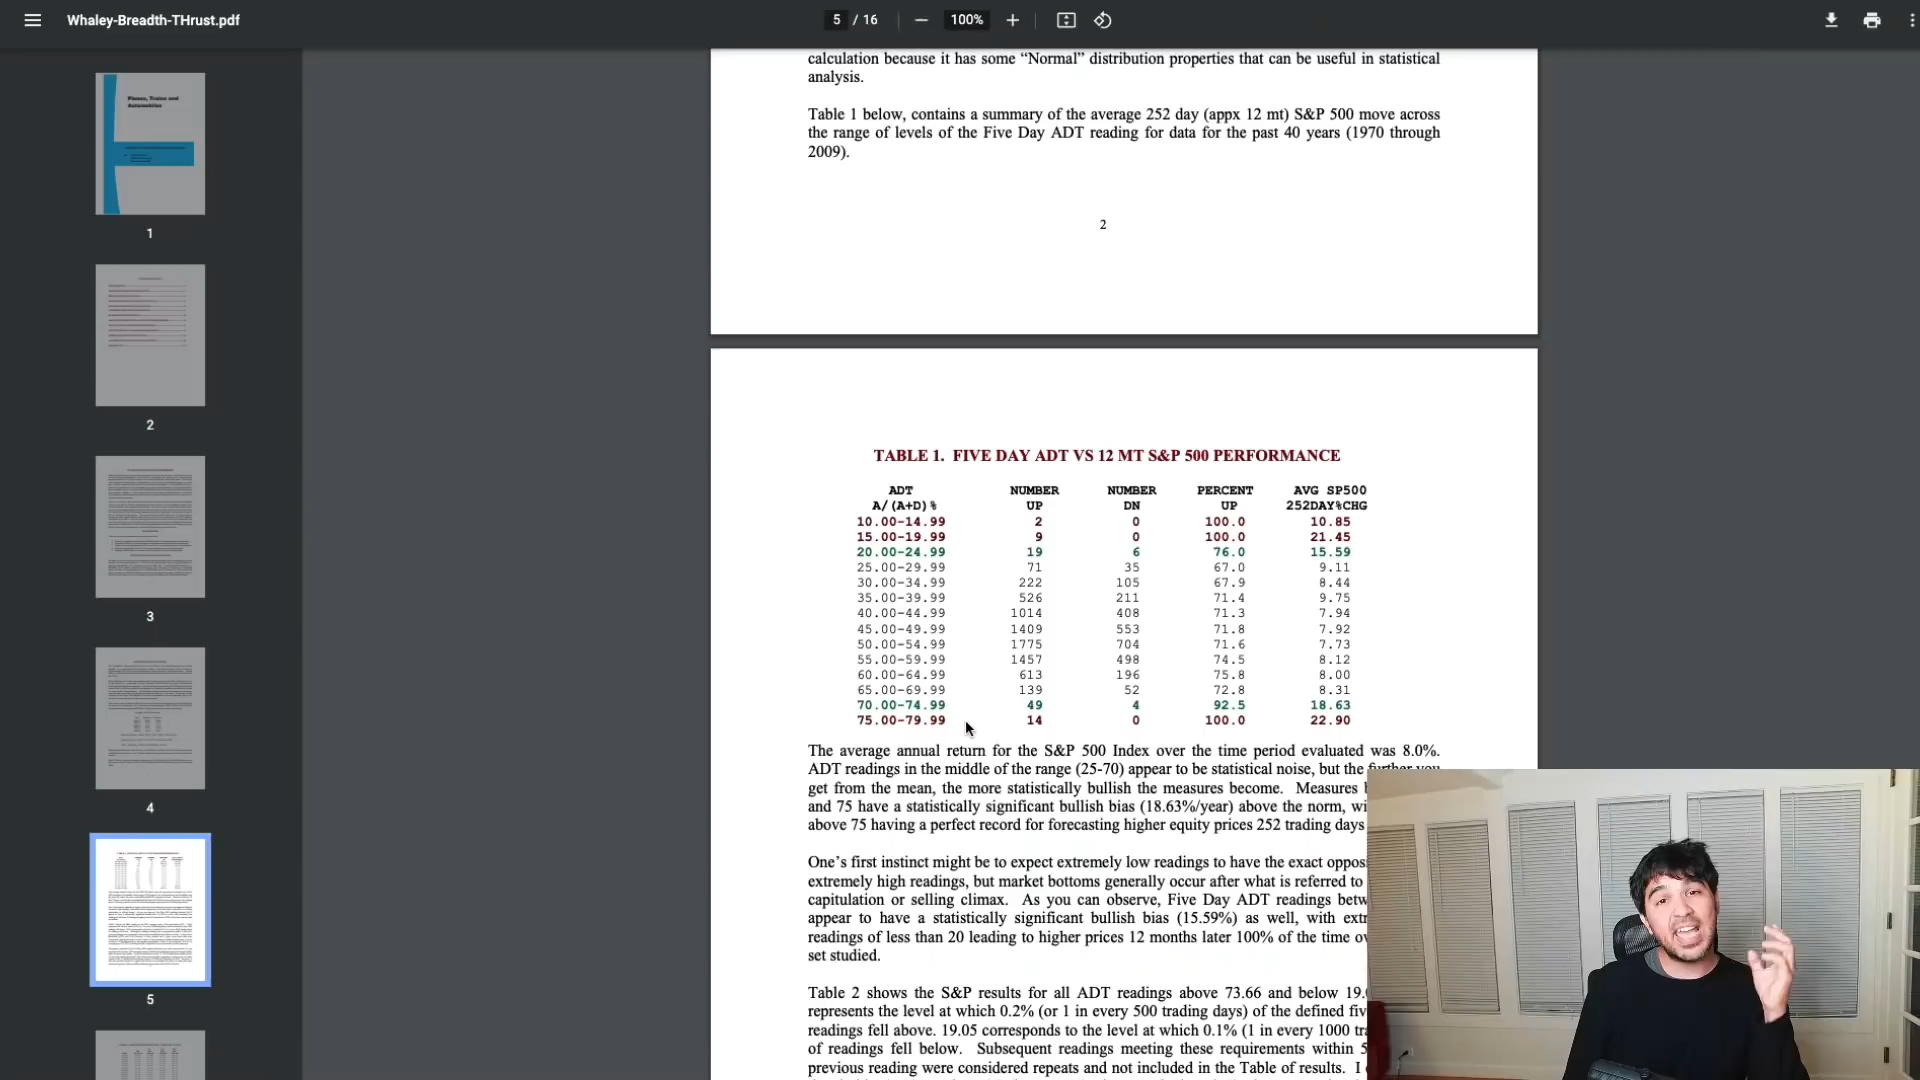 Whaley-Breadth-THrust.pdf
5 / 16
100%
Planes, Trains and
Automobiles
1
2
3
4
5
calculation because it has some “Normal” distribution properties that can be useful in statistical
analysis.
Table 1 below, contains a summary of the average 252 day (appx 12 mt) S&P 500 move across
the range of levels of the Five Day ADT reading for data for the past 40 years (1970 through
2009).
2
TABLE 1. FIVE DAY ADT VS 12 MT S&P 500 PERFORMANCE
ADT NUMBER NUMBER PERCENT AVG SP500
A/(A+D)% UP DN UP 252DAY%CHG
10.00-14.99 2 0 100.0 10.85
15.00-19.99 9 0 100.0 21.45
20.00-24.99 19 6 76.0 15.59
25.00-29.99 71 35 67.0 9.11
30.00-34.99 222 105 67.9 8.44
35.00-39.99 526 211 71.4 9.75
40.00-44.99 1014 408 71.3 7.94
45.00-49.99 1409 553 71.8 7.92
50.00-54.99 1775 704 71.6 7.73
55.00-59.99 1457 498 74.5 8.12
60.00-64.99 613 196 75.8 8.00
65.00-69.99 139 52 72.8 8.31
70.00-74.99 49 4 92.5 18.63
75.00-79.99 14 0 100.0 22.90
The average annual return for the S&P 500 Index over the time period evaluated was 8.0%.
ADT readings in the middle of the range (25-70) appear to be statistical noise, but the further you
get from the mean, the more statistically bullish the measures become. Measures
and 75 have a statistically significant bullish bias (18.63%/year) above the norm,
above 75 having a perfect record for forecasting higher equity prices 252 trading days
One’s first instinct might be to expect extremely low readings to have the exact
extremely high readings, but market bottoms generally occur after what is referred to
capitulation or selling climax. As you can observe, Five Day ADT readings
appear to have a statistically significant bullish bias (15.59%) as well, with
readings of less than 20 leading to higher prices 12 months later 100% of the time
set studied.
Table 2 shows the S&P results for all ADT readings above 73.66 and below
represents the level at which 0.2% (or 1 in every 500 trading days) of the defined
readings fell above. 19.05 corresponds to the level at which 0.1% (1 in every 1000
of readings fell below. Subsequent readings meeting these requirements within
previous reading were considered repeats and not included in the Table of results. I